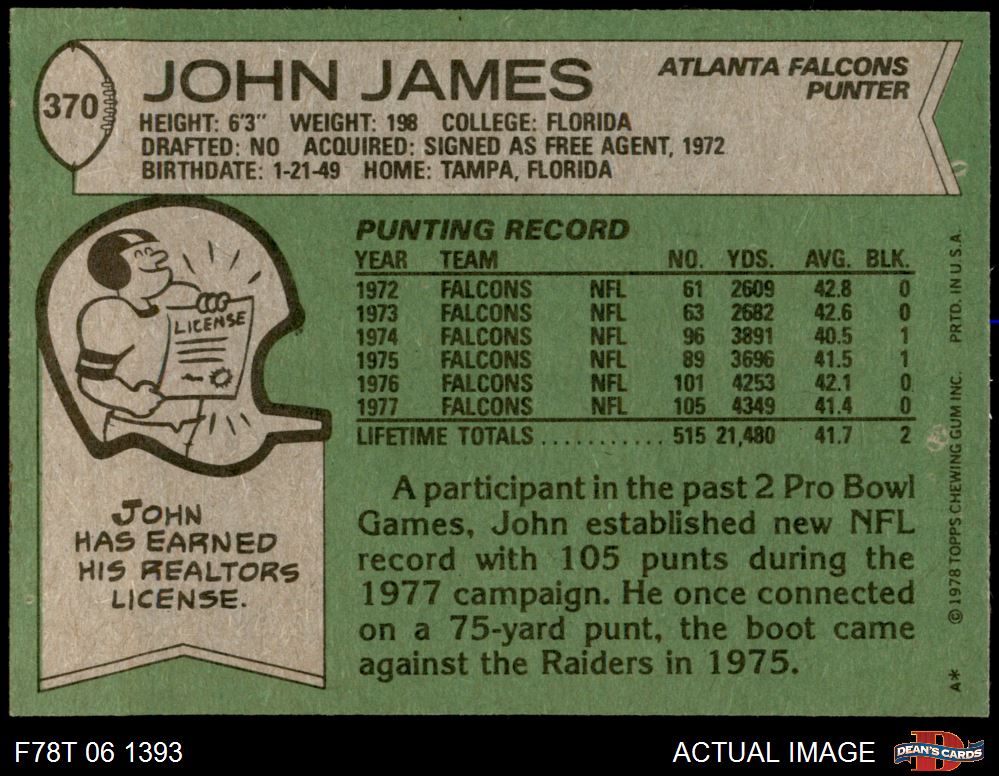 370
JOHN JAMES
ATLANTA FALCONS
PUNTER
HEIGHT: 6'3" WEIGHT: 198 COLLEGE: FLORIDA
DRAFTED: NO ACQUIRED: SIGNED AS FREE AGENT, 1972
BIRTHDATE: 1-21-49 HOME: TAMPA, FLORIDA
LICENSE
JOHN
HAS EARNED
HIS REALTORS
LICENSE.
PUNTING RECORD
YEAR TEAM NO. YDS. AVG. BLK.
1972 FALCONS NFL 61 2609 42.8 0
1973 FALCONS NFL 63 2682 42.6 0
1974 FALCONS NFL 96 3891 40.5 1
1975 FALCONS NFL 89 3696 41.5 1
1976 FALCONS NFL 101 4253 42.1 0
1977 FALCONS NFL 105 4349 41.4 0
LIFETIME TOTALS............ 515 21,480 41.7 2
A participant in the past 2 Pro Bowl
Games, John established new NFL
record with 105 punts during the
1977 campaign. He once connected
on a 75-yard punt, the boot came
against the Raiders in 1975.
A* © 1978 TOPPS CHEWING GUM INC. PRTD. IN U.S.A.
F78T 06 1393
ACTUAL IMAGE
DEAN'S CARDS